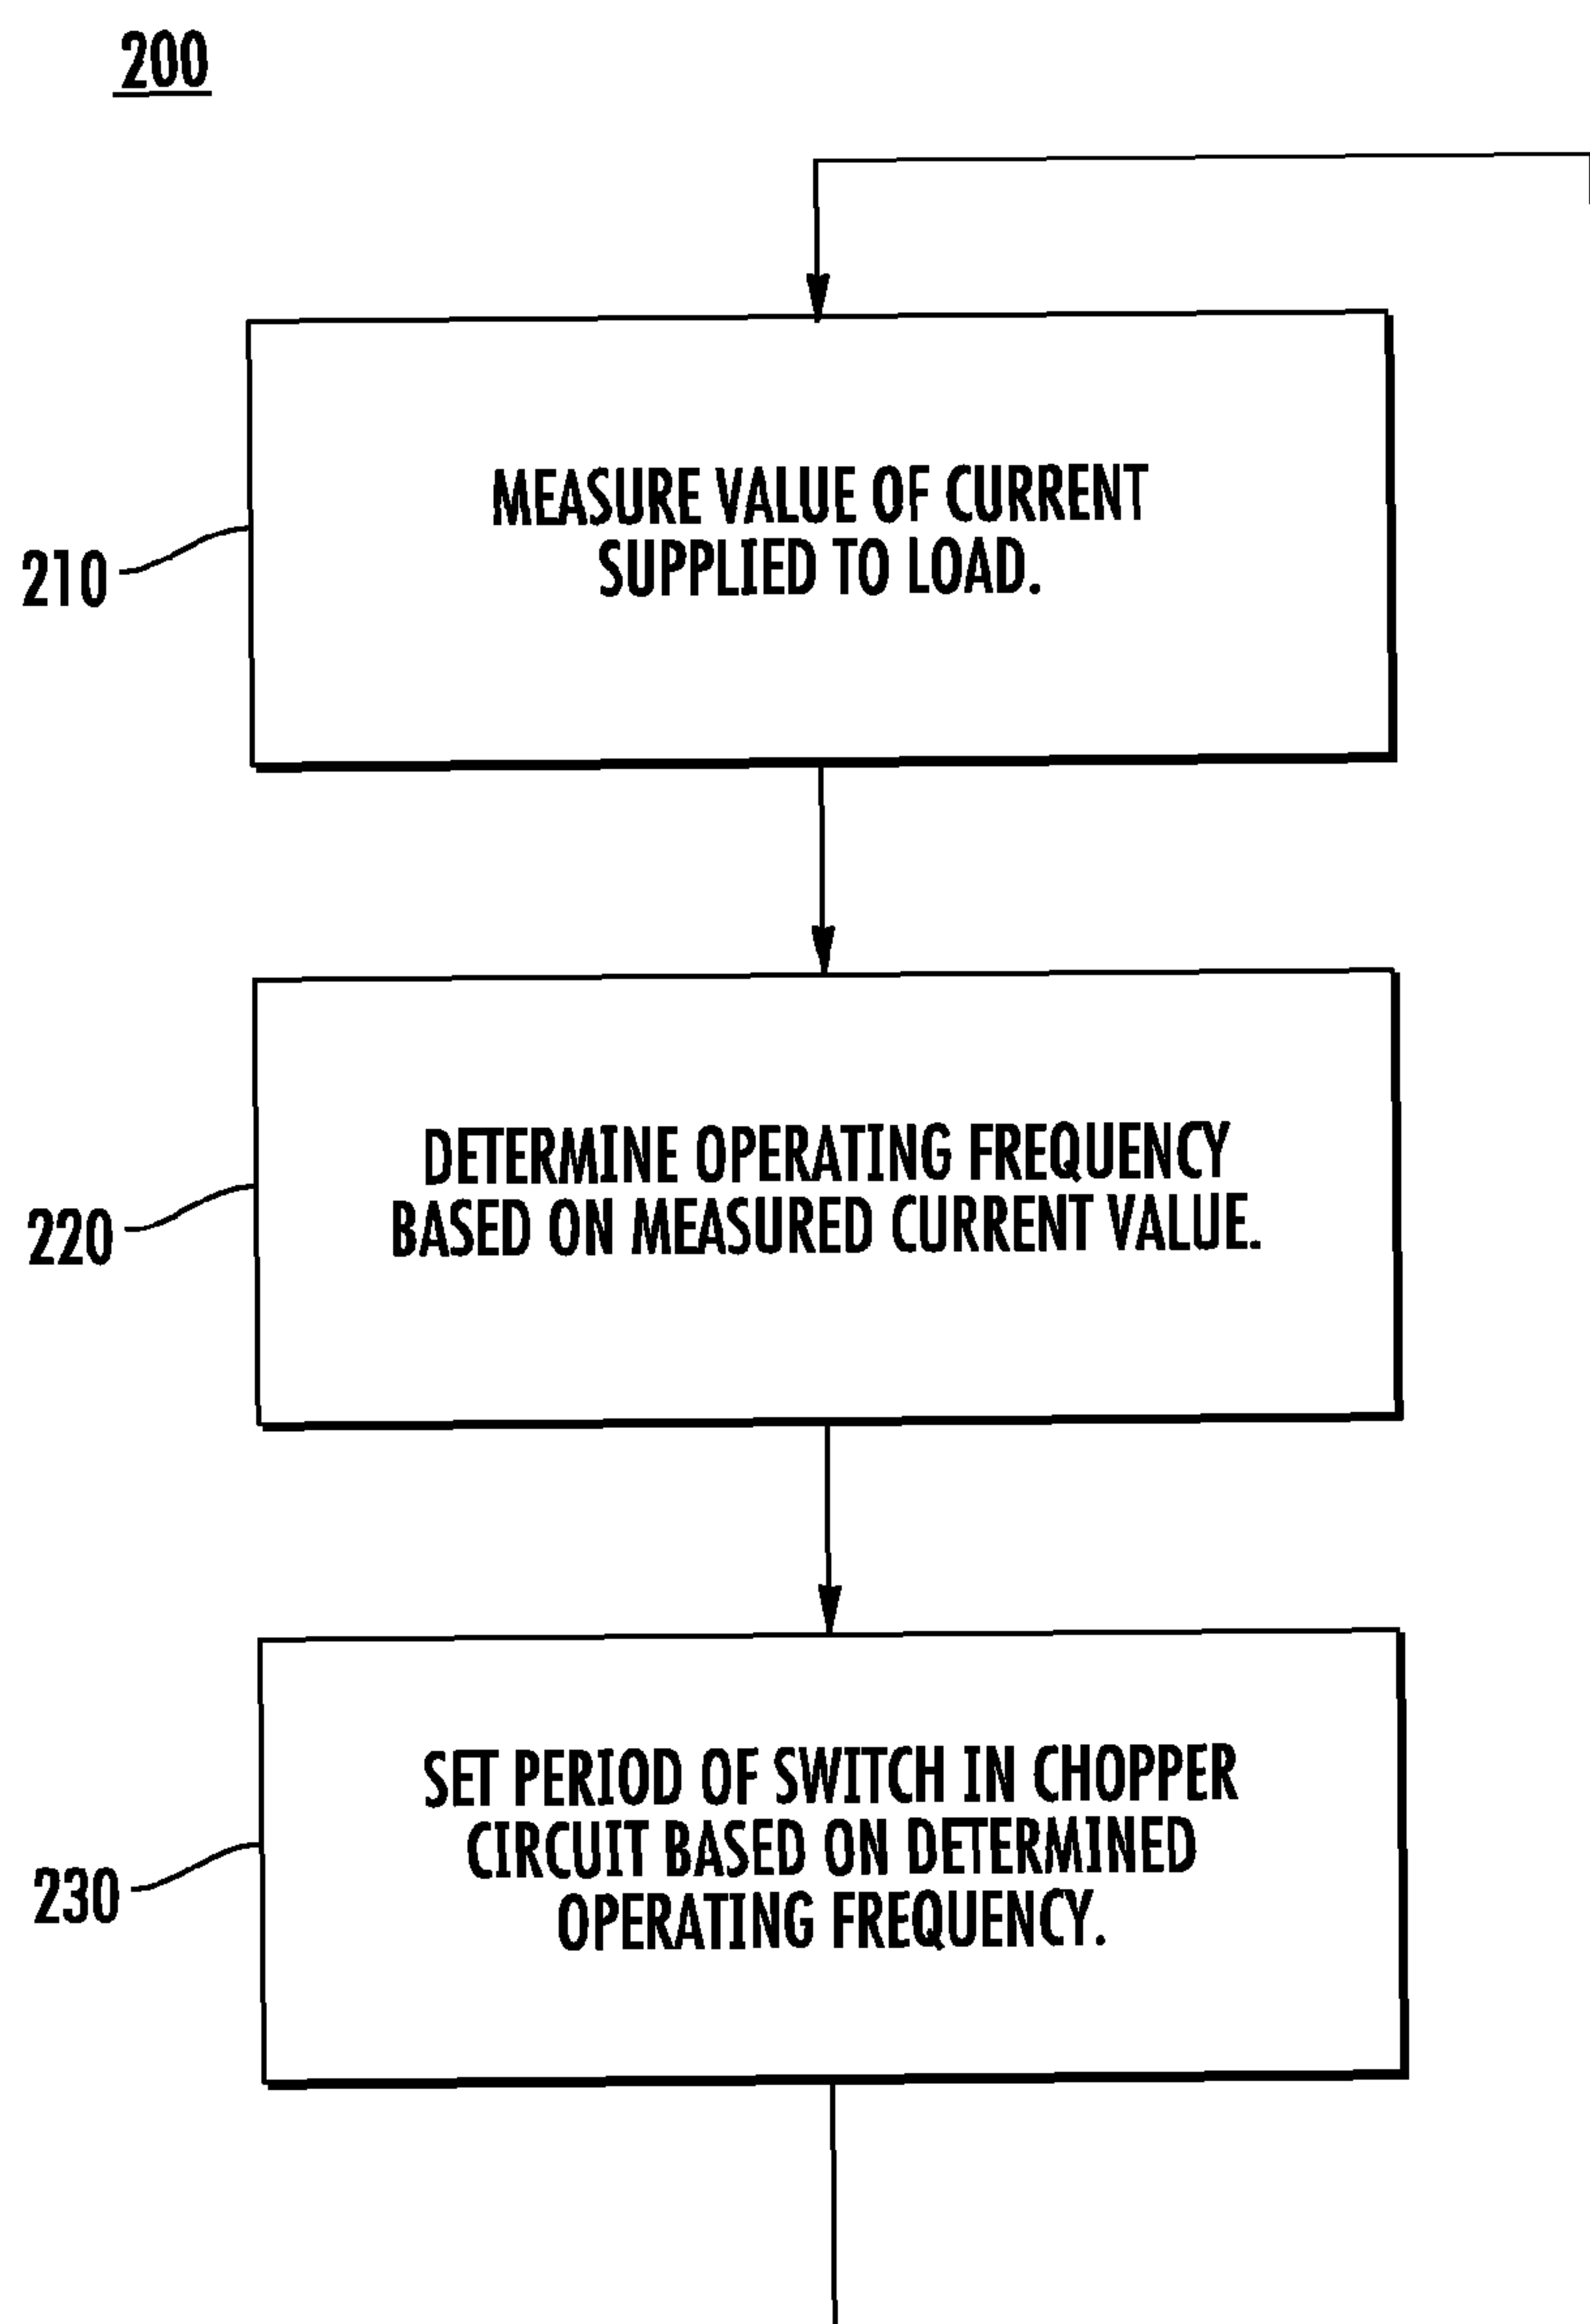 200
210
MEASURE VALUE OF CURRENT
SUPPLIED TO LOAD.
220
DETERMINE OPERATING FREQUENCY
BASED ON MEASURED CURRENT VALUE.
230
SET PERIOD OF SWITCH IN CHOPPER
CIRCUIT BASED ON DETERMINED
OPERATING FREQUENCY.